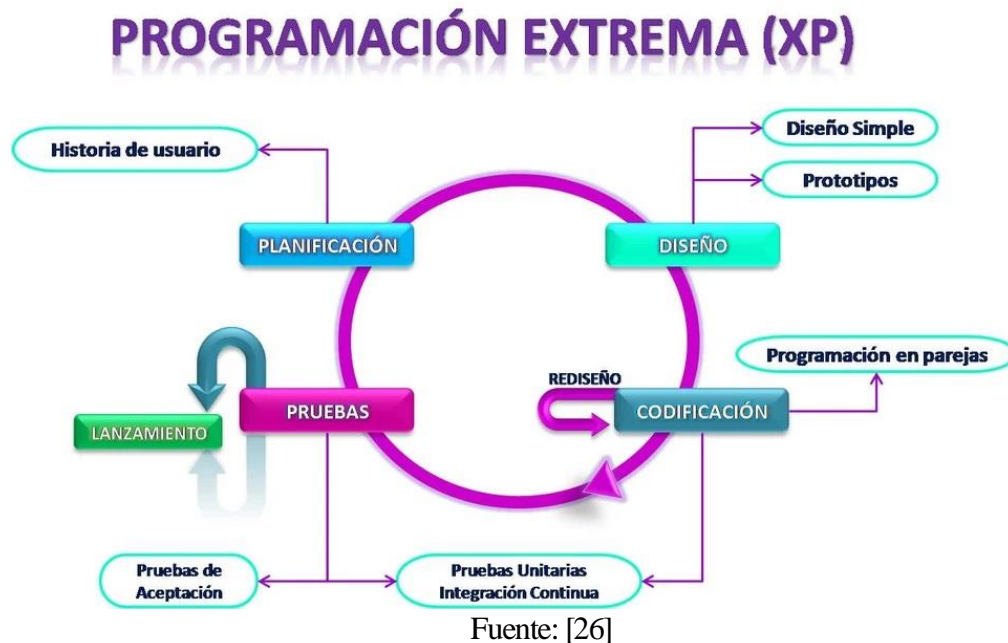 PROGRAMACIÓN EXTREMA (XP)
Historia de usuario
Diseño Simple
Prototipos
PLANIFICACIÓN
DISEÑO
Programación en parejas
REDISEÑO
PRUEBAS
CODIFICACIÓN
LANZAMIENTO
Pruebas de
Aceptación
Pruebas Unitarias
Integración Continua
Fuente: [26]